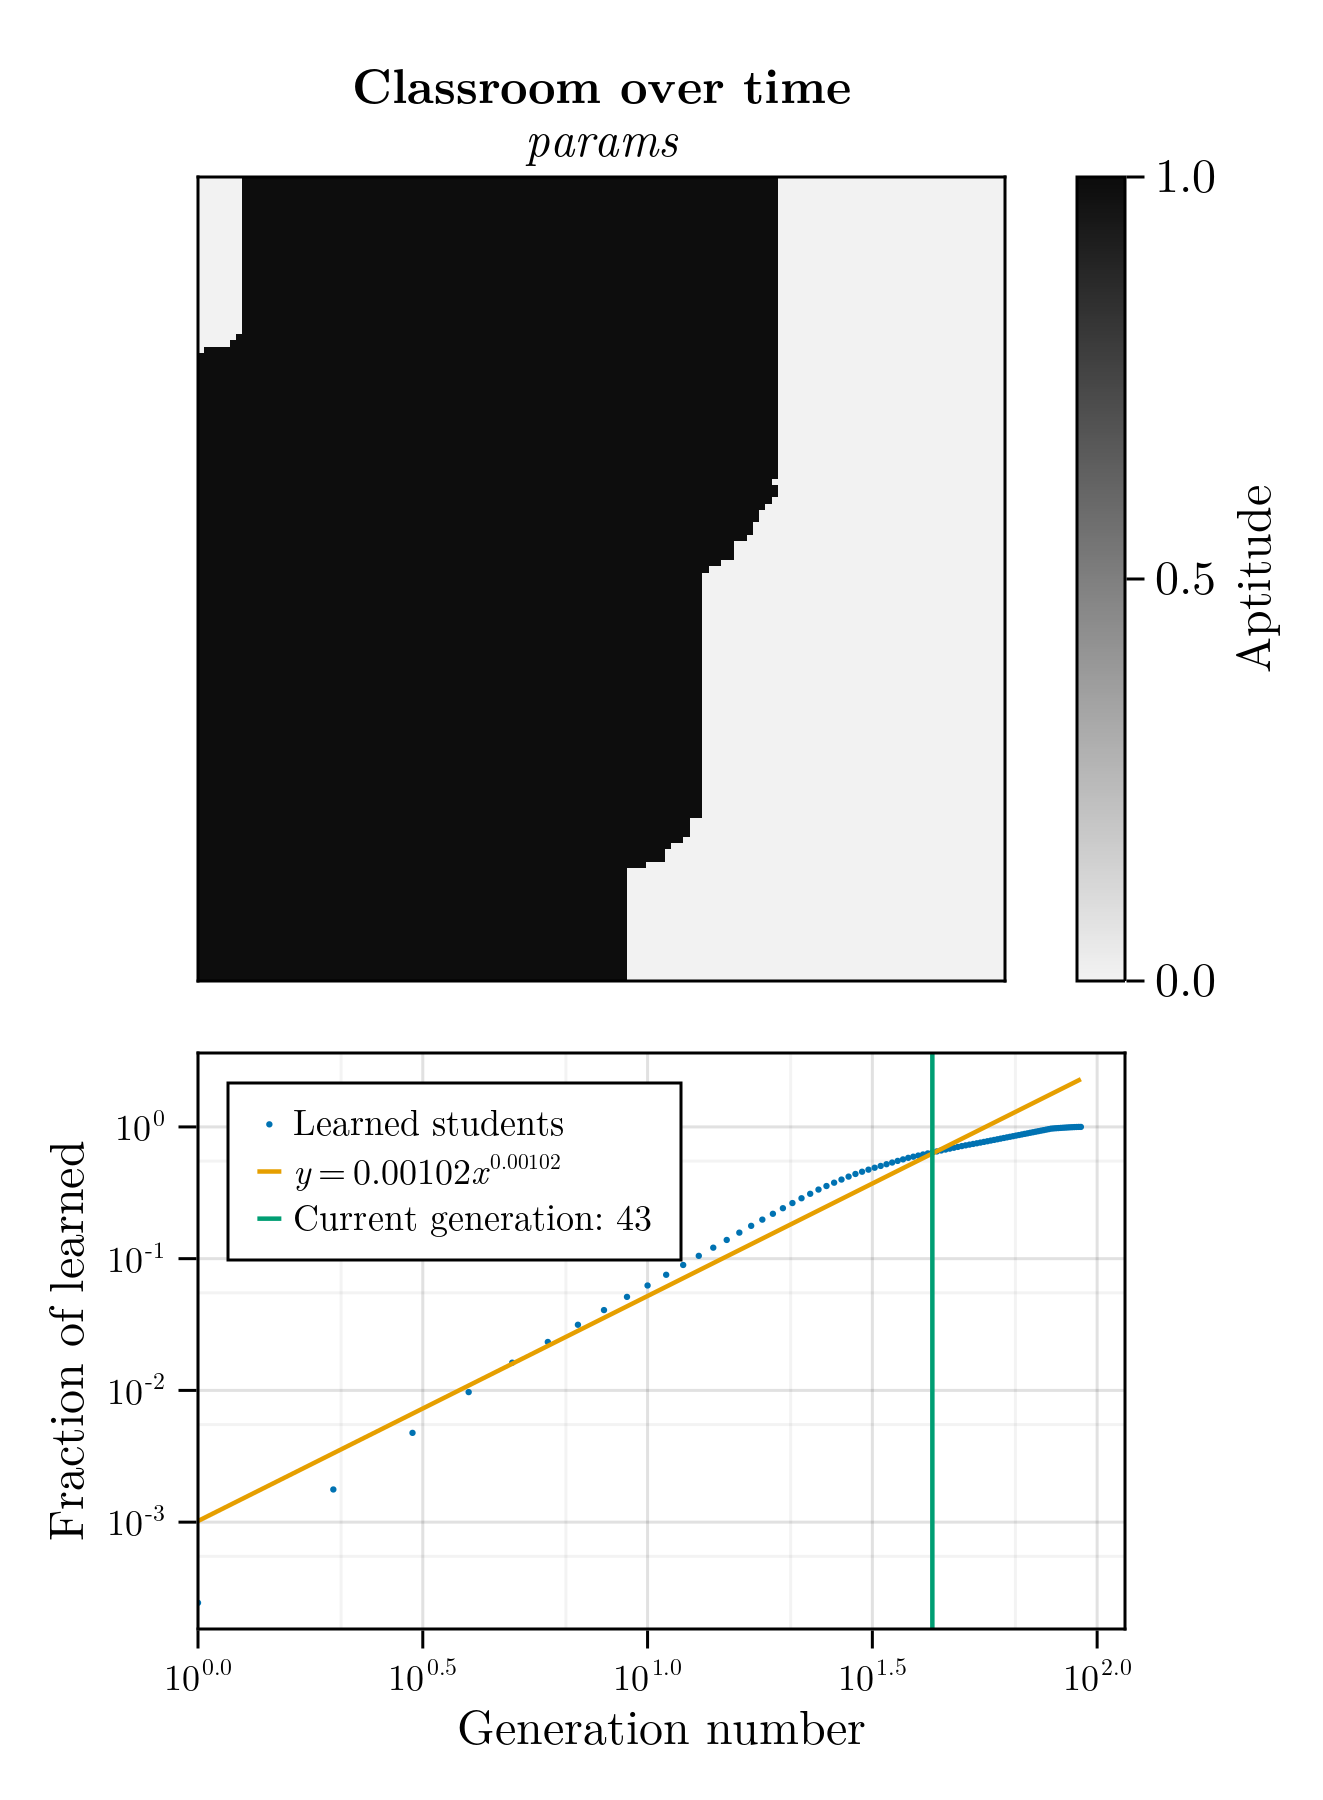 Classroom over time
params
1.0
0.5
0.0
Aptitude
Learned students
y = 0.00102x^0.00102
Current generation: 43
10^0
10^-1
10^-2
10^-3
Fraction of learned
10^0.0 10^0.5 10^1.0 10^1.5 10^2.0
Generation number